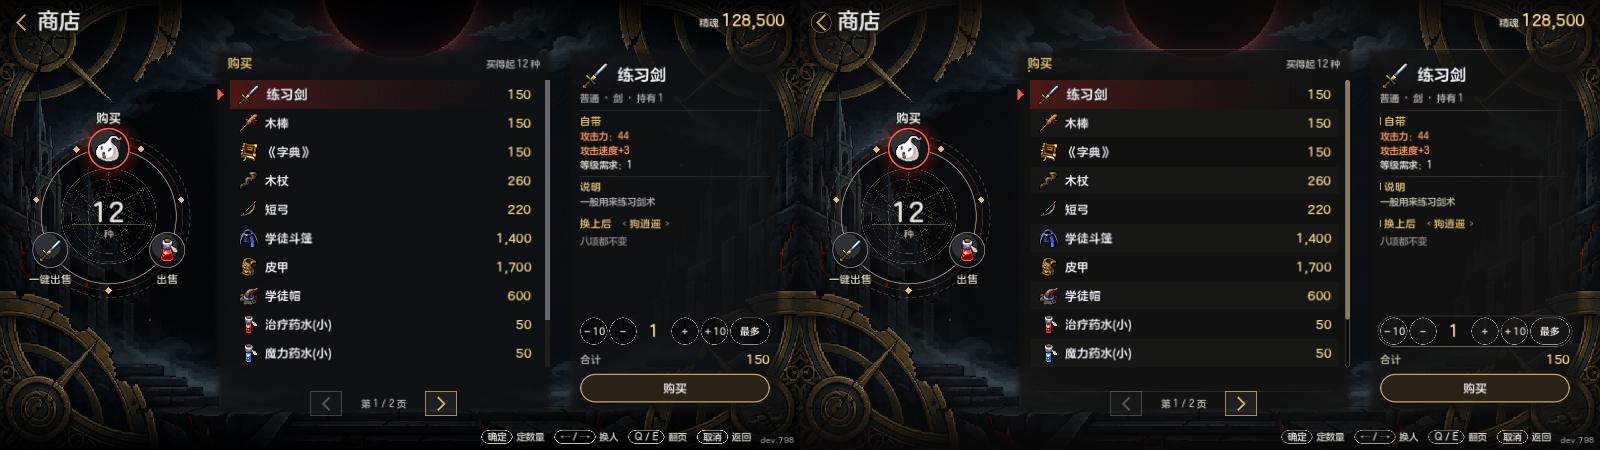 商店
精魂 128,500
购买
买得起12种
练习剑 150
木棒 150
《字典》 150
木杖 260
短弓 220
学徒斗篷 1,400
皮甲 1,700
学徒帽 600
治疗药水(小) 50
魔力药水(小) 50
第1/2页
购买
12
种
一键出售
出售
练习剑
普通 · 剑 · 持有1
自带
攻击力: 44
攻击速度+3
等级需求: 1
说明
一般用来练习剑术
换上后 ‹狗逍遥›
八项都不变
-10 - 1 + +10 最多
合计 150
购买
确定 定数量 ←/→ 换人 Q/E 翻页 取消 返回
dev.798
商店
精魂 128,500
购买
买得起12种
练习剑 150
木棒 150
《字典》 150
木杖 260
短弓 220
学徒斗篷 1,400
皮甲 1,700
学徒帽 600
治疗药水(小) 50
魔力药水(小) 50
第1/2页
购买
12
种
一键出售
出售
练习剑
普通 · 剑 · 持有1
自带
攻击力: 44
攻击速度+3
等级需求: 1
说明
一般用来练习剑术
换上后 ‹狗逍遥›
八项都不变
-10 - 1 + +10 最多
合计 150
购买
确定 定数量 ←/→ 换人 Q/E 翻页 取消 返回
dev.798